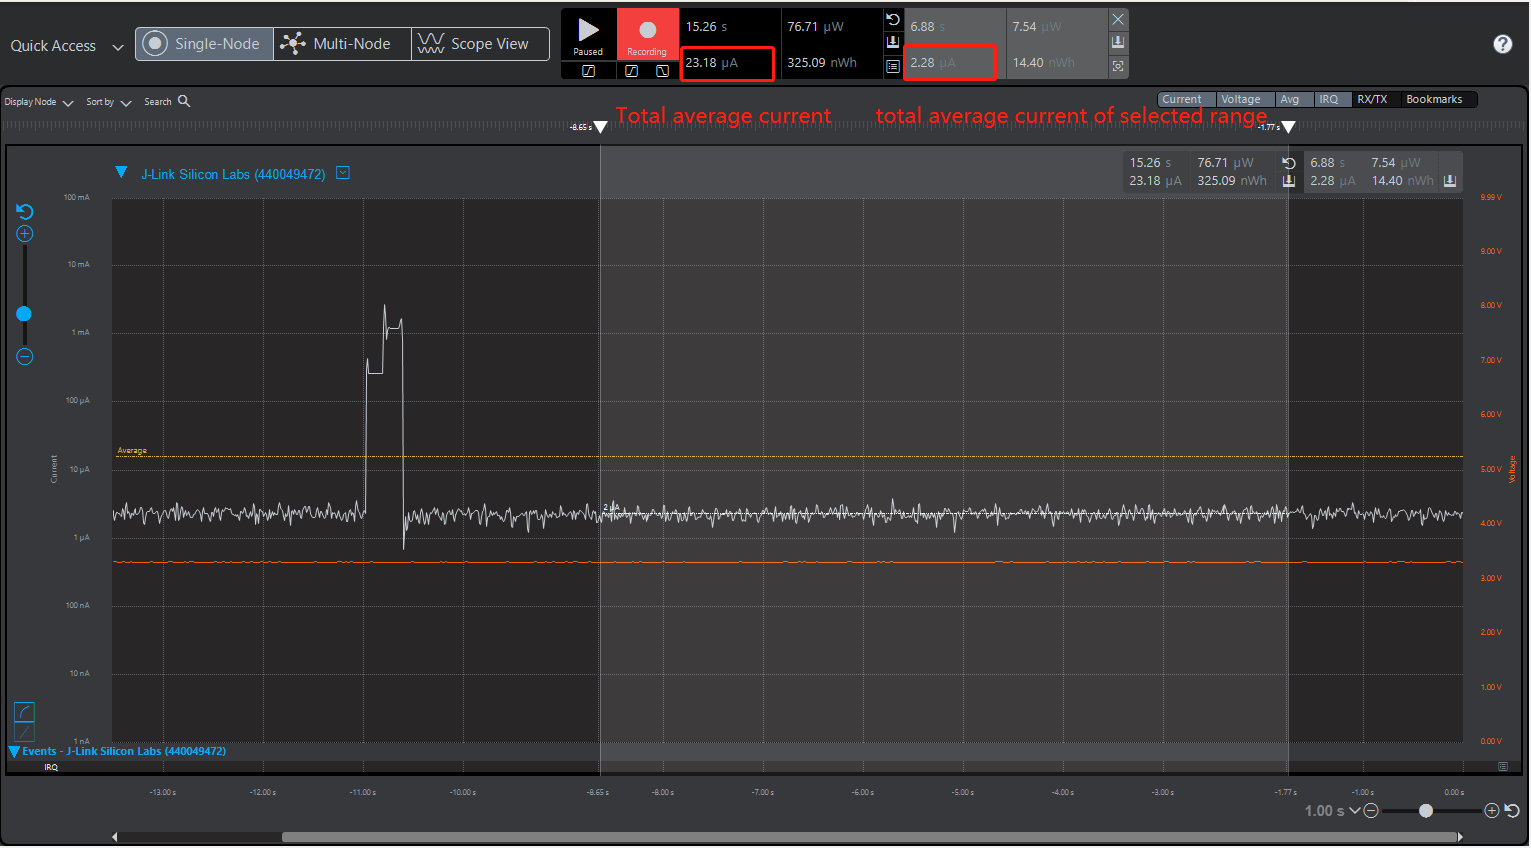 Quick Access
Single-Node
Multi-Node
Scope View
Paused
Recording
15.26 s
76.71 µW
23.18 µA
325.09 nWh
6.88 s
7.54 µW
2.28 µA
14.40 nWh
Display Node
Sort by
Search
Current
Voltage
Avg
IRQ
RX/TX
Bookmarks
Total average current
total average current of selected range
-8.65 s
-1.77 s
J-Link Silicon Labs (440049472)
15.26 s 76.71 µW
23.18 µA 325.09 nWh
6.88 s 7.54 µW
2.28 µA 14.40 nWh
100 mA
10 mA
1 mA
100 µA
10 µA
1 µA
100 nA
10 nA
1 nA
Current
Average
2 µA
9.99 V
9.00 V
8.00 V
7.00 V
6.00 V
5.00 V
4.00 V
3.00 V
2.00 V
1.00 V
0.00 V
Voltage
Events - J-Link Silicon Labs (440049472)
IRQ
-13.00 s
-12.00 s
-11.00 s
-10.00 s
-8.65 s
-8.00 s
-7.00 s
-6.00 s
-5.00 s
-4.00 s
-3.00 s
-1.77 s
-1.00 s
0.00 s
1.00 s